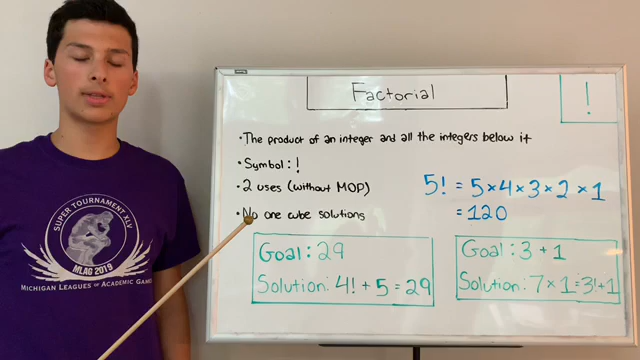 Factorial
!
• The product of an integer and all the integers below it
• Symbol: !
• 2 uses (without MOP)
• No one cube solutions
5! = 5 × 4 × 3 × 2 × 1
= 120
Goal: 29
Solution: 4! + 5 = 29
Goal: 3 + 1
Solution: 7 × 1 = 3! + 1
SUPER TOURNAMENT XLV
MLAG 2019
MICHIGAN LEAGUES OF ACADEMIC GAMES